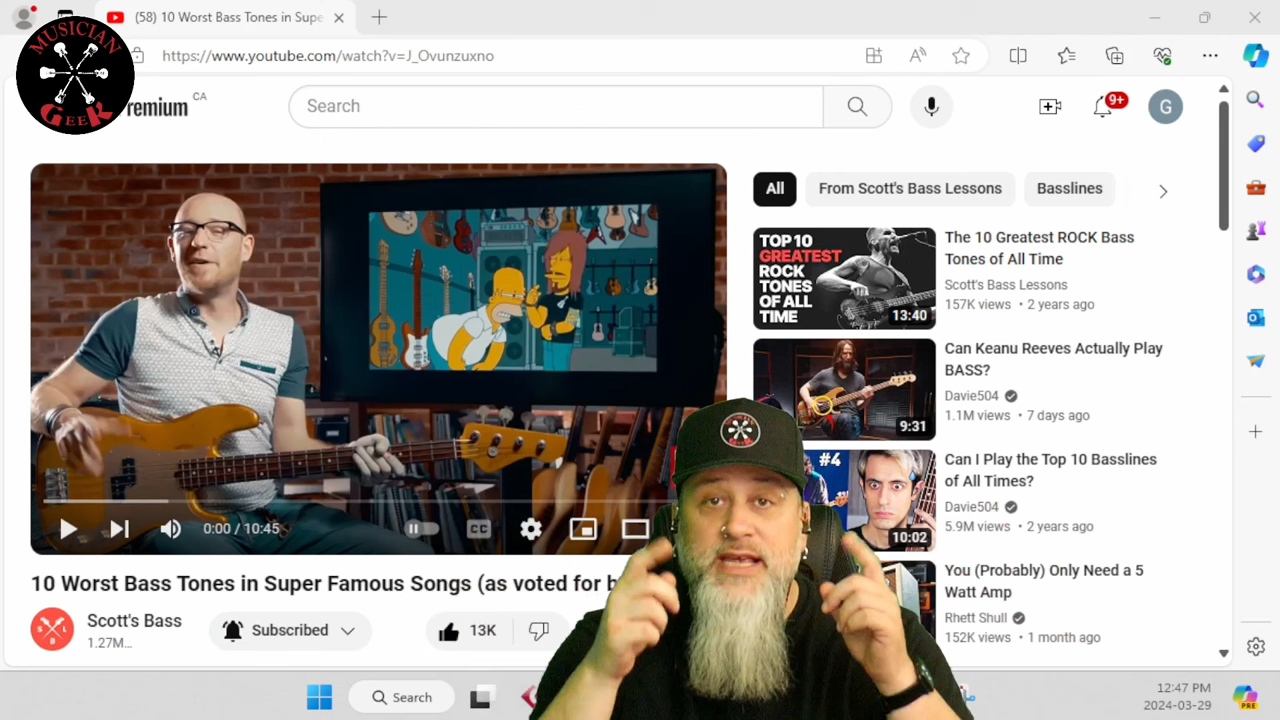 (58) 10 Worst Bass Tones in Supe
https://www.youtube.com/watch?v=J_Ovunzuxno
MUSICIAN
GEEK
remium CA
Search
9+
G
All
From Scott's Bass Lessons
Basslines
TOP 10
GREATEST
ROCK
TONES
OF ALL
TIME
13:40
The 10 Greatest ROCK Bass
Tones of All Time
Scott's Bass Lessons
157K views • 2 years ago
9:31
Can Keanu Reeves Actually Play
BASS?
Davie504
1.1M views • 7 days ago
#4
10:02
Can I Play the Top 10 Basslines
of All Times?
Davie504
5.9M views • 2 years ago
You (Probably) Only Need a 5
Watt Amp
Rhett Shull
152K views • 1 month ago
0:00 / 10:45
CC
10 Worst Bass Tones in Super Famous Songs (as voted for b
SBL
Scott's Bass
1.27M...
Subscribed
13K
Search
12:47 PM
2024-03-29
PRE